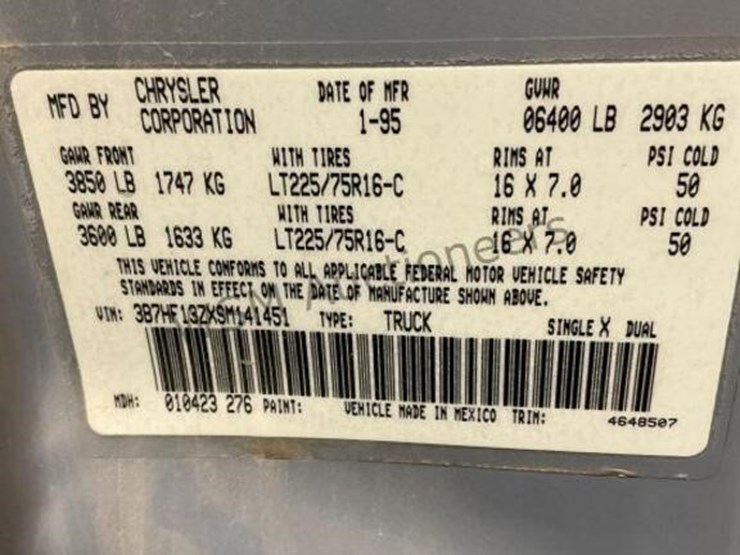 MFD BY CHRYSLER CORPORATION
DATE OF MFR 1-95
GVWR 06400 LB 2903 KG
GAWR FRONT WITH TIRES RIMS AT PSI COLD
3850 LB 1747 KG LT225/75R16-C 16 X 7.0 50
GAWR REAR WITH TIRES RIMS AT PSI COLD
3600 LB 1633 KG LT225/75R16-C 16 X 7.0 50
THIS VEHICLE CONFORMS TO ALL APPLICABLE FEDERAL MOTOR VEHICLE SAFETY
STANDARDS IN EFFECT ON THE DATE OF MANUFACTURE SHOWN ABOVE.
VIN: 3B7HF13ZXSM141451 TYPE: TRUCK SINGLE X DUAL
MDH: 010423 276 PAINT: VEHICLE MADE IN MEXICO TRIM:
4648507
Auctioneers